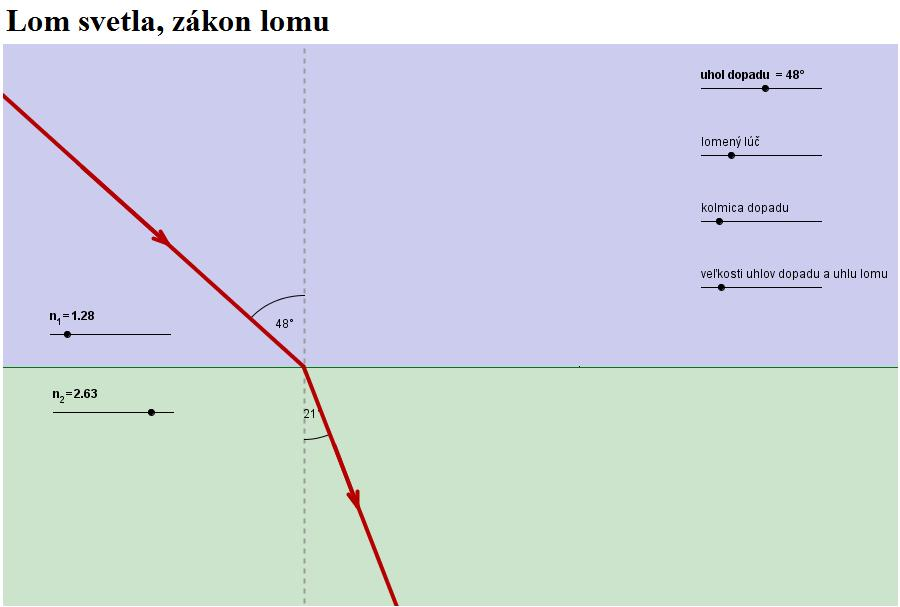 Lom svetla, zákon lomu
uhol dopadu = 48°
lomený lúč
kolmica dopadu
veľkosti uhlov dopadu a uhlu lomu
n1=1.28
48°
n2=2.63
21°